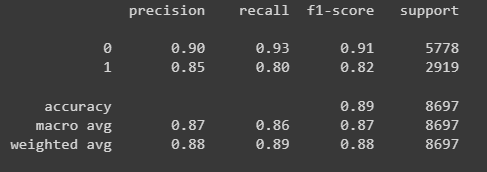 precision recall f1-score support
0 0.90 0.93 0.91 5778
1 0.85 0.80 0.82 2919
accuracy 0.89 8697
macro avg 0.87 0.86 0.87 8697
weighted avg 0.88 0.89 0.88 8697